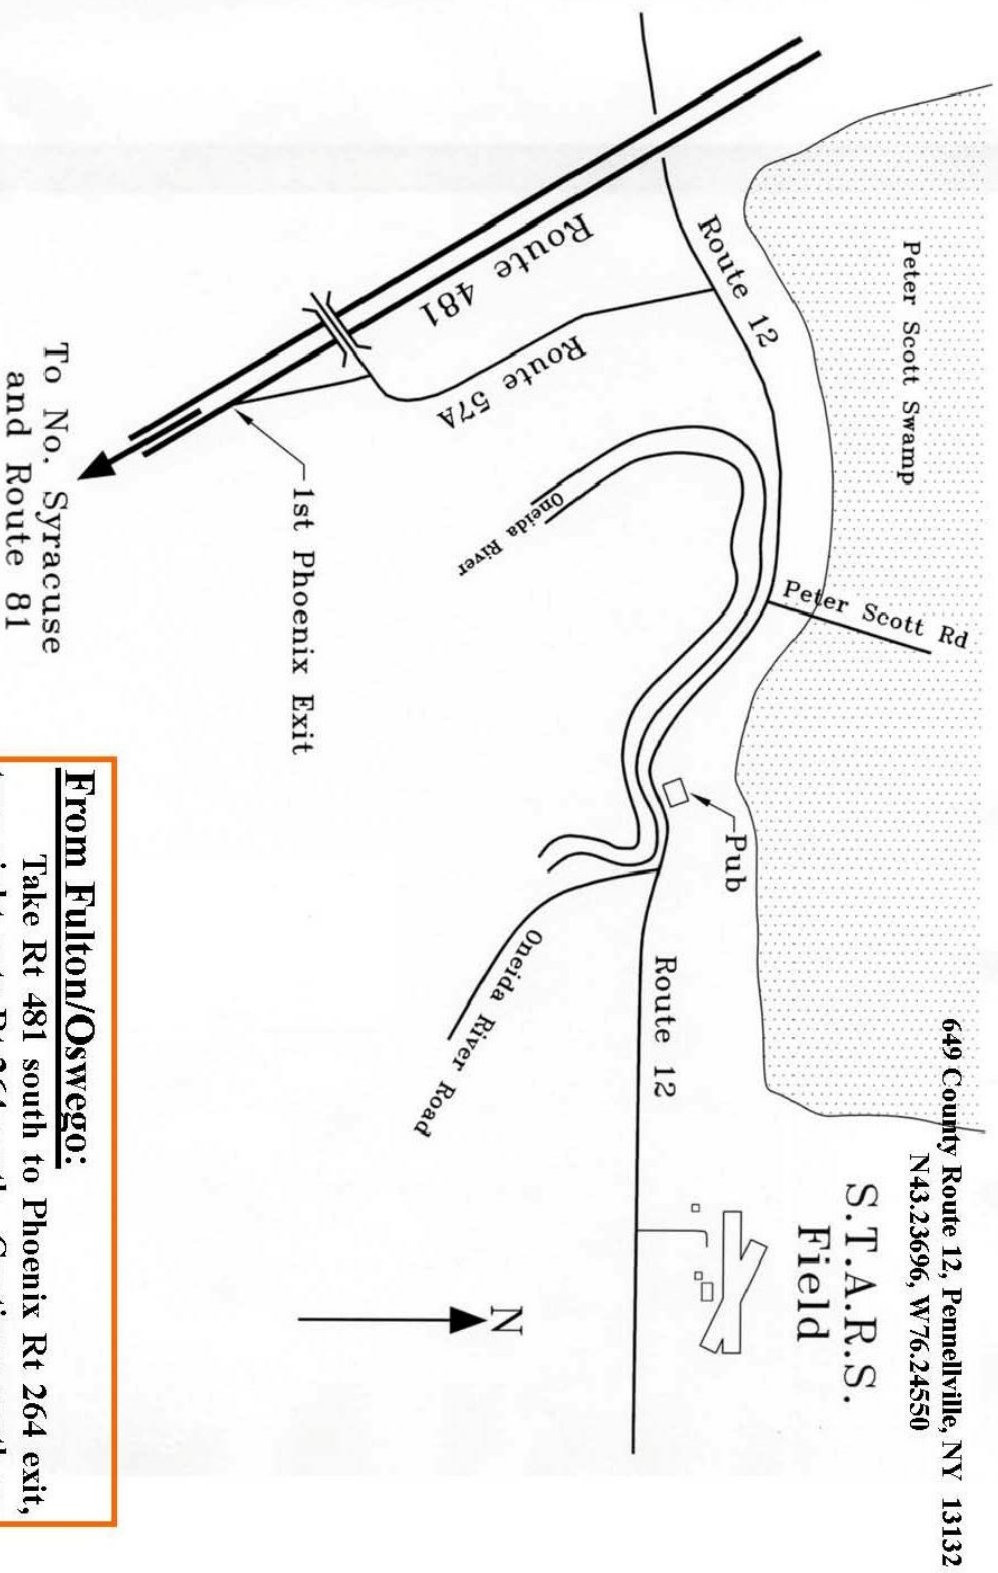 649 County Route 12, Pennellville, NY 13132
N43.23696, W76.24550
S.T.A.R.S.
Field
Peter Scott Swamp
Peter Scott Rd
Route 12
Pub
Route 12
Route 481
Route 57A
Oneida River
Oneida River Road
N
1st Phoenix Exit
To No. Syracuse
and Route 81
From Fulton/Oswego:
Take Rt 481 south to Phoenix Rt 264 exit,